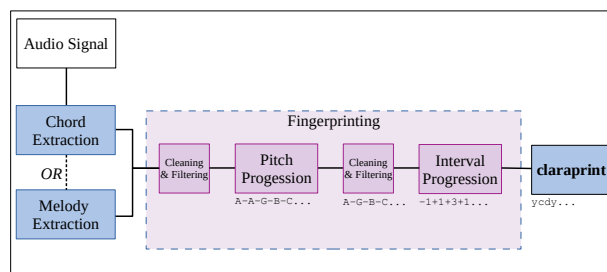 Audio Signal
Chord
Extraction
OR
Melody
Extraction
Fingerprinting
Cleaning
& Filtering
Pitch
Progession
A-A-G-B-C...
Cleaning
& Filtering
A-G-B-C...
Interval
Progression
-1+1+3+1...
claraprint
ycdy...